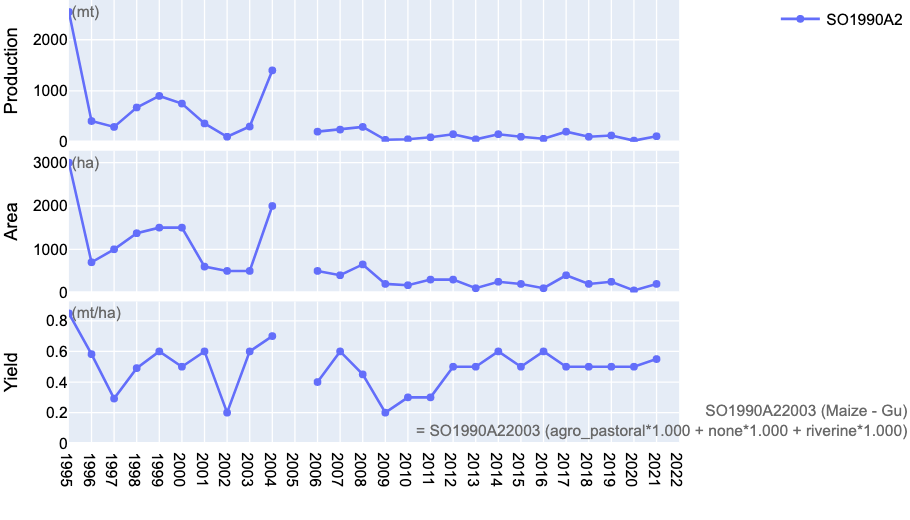 (mt)
SO1990A2
Production
2000
1000
0
(ha)
Area
3000
2000
1000
0
(mt/ha)
Yield
0.8
0.6
0.4
0.2
0
SO1990A22003 (Maize - Gu)
= SO1990A22003 (agro_pastoral*1.000 + none*1.000 + riverine*1.000)
1995 1996 1997 1998 1999 2000 2001 2002 2003 2004 2005 2006 2007 2008 2009 2010 2011 2012 2013 2014 2015 2016 2017 2018 2019 2020 2021 2022